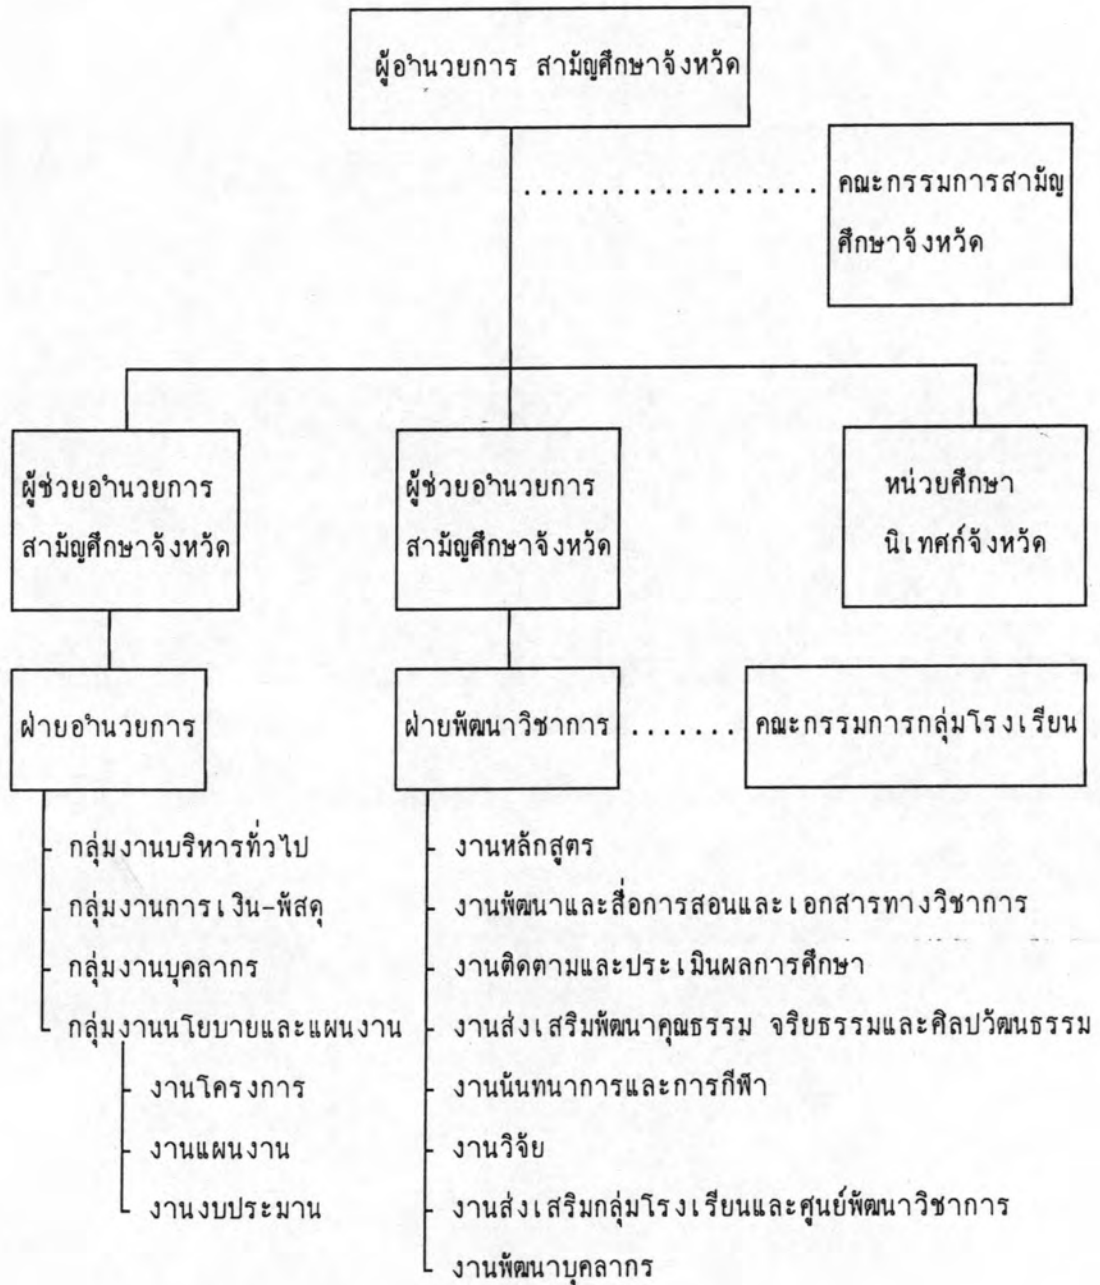 ผู้อำนวยการ สามัญศึกษาจังหวัด
คณะกรรมการสามัญ
ศึกษาจังหวัด
ผู้ช่วยอำนวยการ
สามัญศึกษาจังหวัด
ผู้ช่วยอำนวยการ
สามัญศึกษาจังหวัด
หน่วยศึกษา
นิเทศก์จังหวัด
ฝ่ายอำนวยการ
ฝ่ายพัฒนาวิชาการ ....... คณะกรรมการกลุ่มโรงเรียน
กลุ่มงานบริหารทั่วไป
กลุ่มงานการเงิน-พัสดุ
กลุ่มงานบุคลากร
กลุ่มงานนโยบายและแผนงาน
งานโครงการ
งานแผนงาน
งานงบประมาน
งานหลักสูตร
งานพัฒนาและสื่อการสอนและเอกสารทางวิชาการ
งานติดตามและประเมินผลการศึกษา
งานส่งเสริมพัฒนาคุณธรรม จริยธรรมและศิลปวัฒนธรรม
งานนันทนาการและการกีฬา
งานวิจัย
งานส่งเสริมกลุ่มโรงเรียนและศูนย์พัฒนาวิชาการ
งานพัฒนาบุคลากร